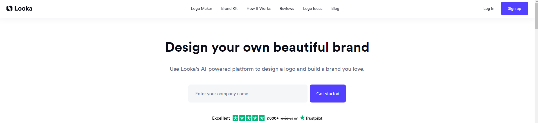 Looka
Logo Maker Brand Kit How it Works Reviews Logo Ideas Blog Log in Sign up
Design your own beautiful brand
Use Looka's AI-powered platform to design a logo and build a brand you love.
Enter your company name Get started
Excellent reviews on Trustpilot